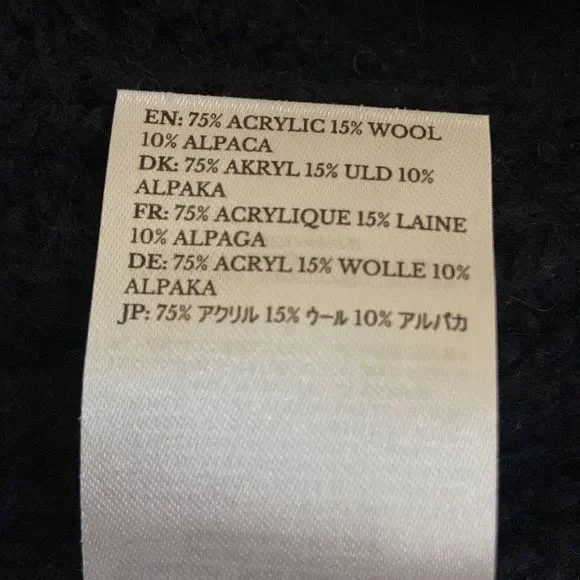 EN: 75% ACRYLIC 15% WOOL
10% ALPACA
DK: 75% AKRYL 15% ULD 10%
ALPAKA
FR: 75% ACRYLIQUE 15% LAINE
10% ALPAGA
DE: 75% ACRYL 15% WOLLE 10%
ALPAKA
JP: 75% アクリル 15% ウール 10% アルパカ